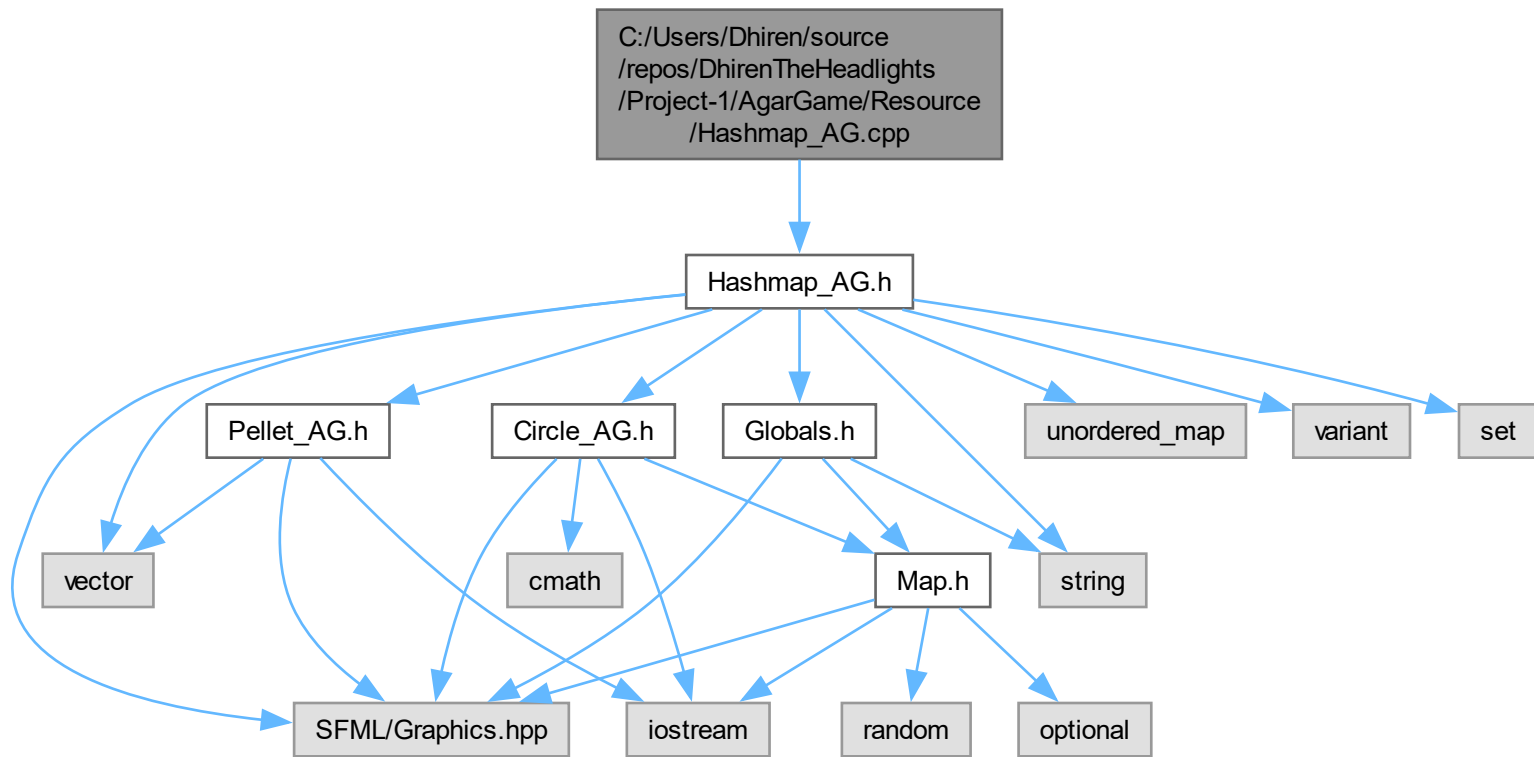 C:/Users/Dhiren/source
/repos/DhirenTheHeadlights
/Project-1/AgarGame/Resource
/Hashmap_AG.cpp
Hashmap_AG.h
Pellet_AG.h
Circle_AG.h
Globals.h
unordered_map
variant
set
vector
cmath
Map.h
string
SFML/Graphics.hpp
iostream
random
optional